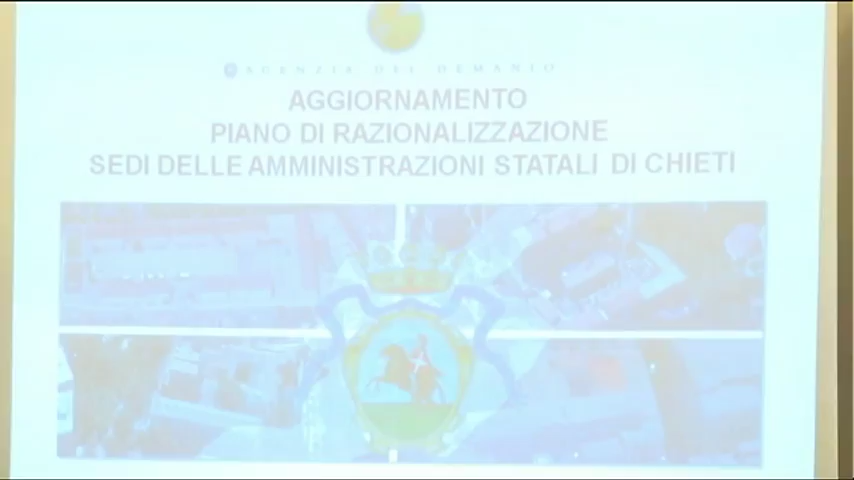 AGENZIA DEL DEMANIO
AGGIORNAMENTO
PIANO DI RAZIONALIZZAZIONE
SEDI DELLE AMMINISTRAZIONI STATALI DI CHIETI